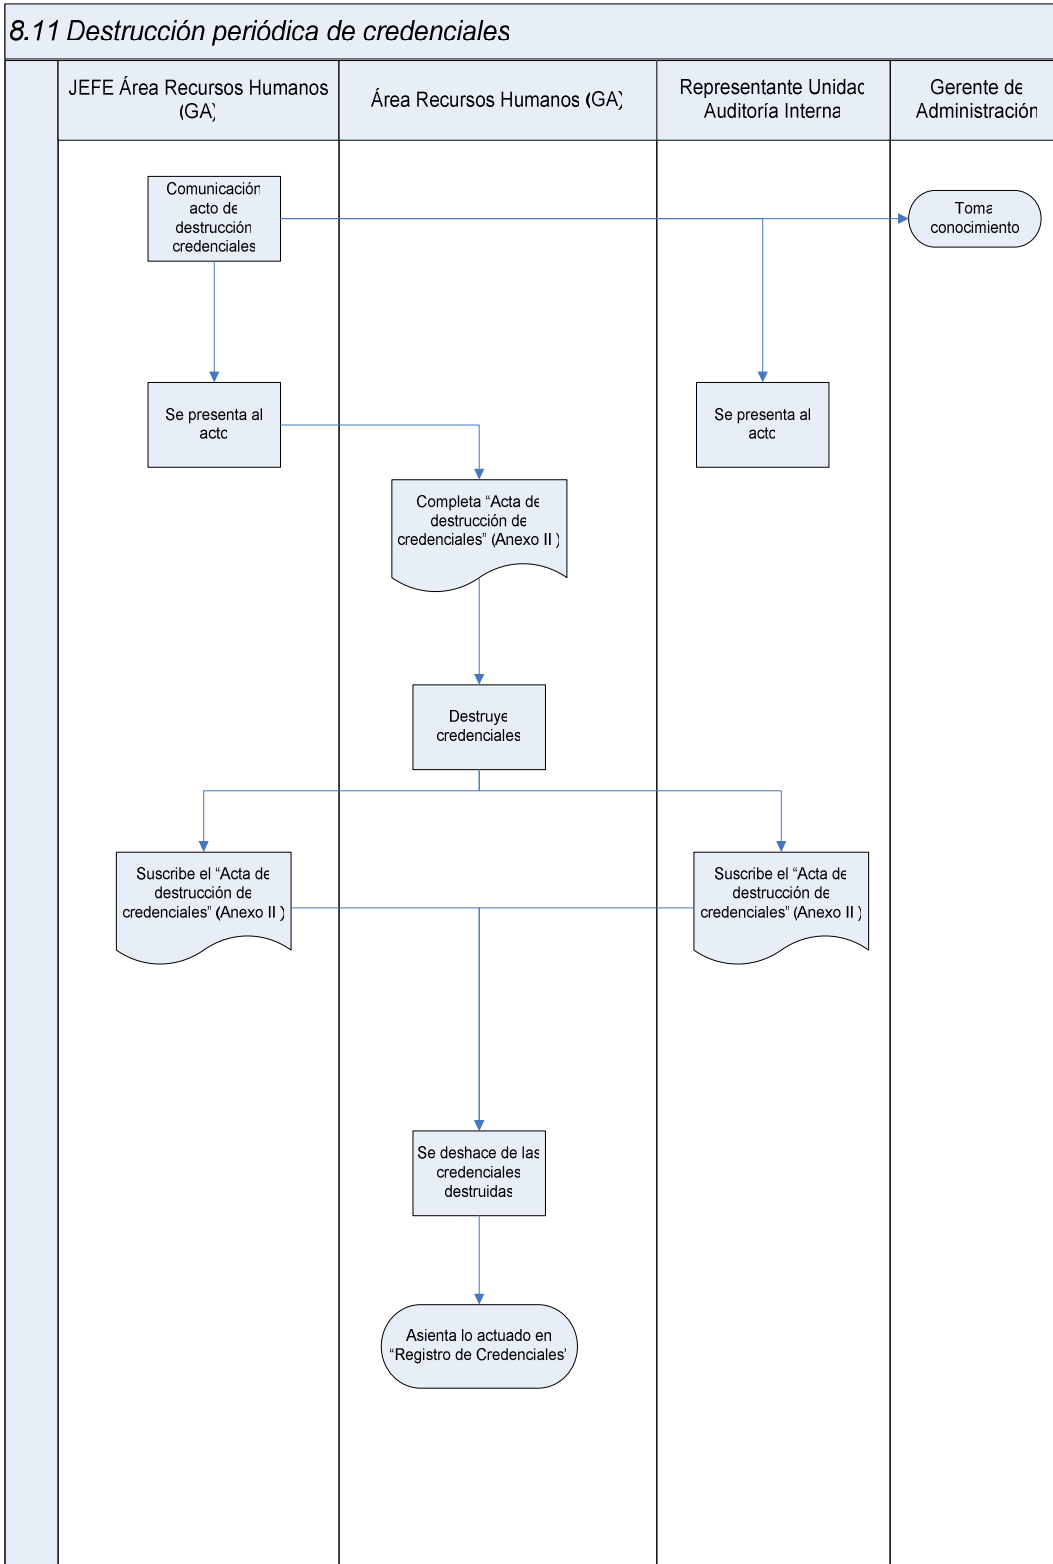 8.11 Destrucción periódica de credenciales
JEFE Área Recursos Humanos
(GA)
Área Recursos Humanos (GA)
Representante Unidad
Auditoría Interna
Gerente de
Administración
Comunicación
acto de
destrucción
credenciales
Toma
conocimiento
Se presenta al
acto
Se presenta al
acto
Completa “Acta de
destrucción de
credenciales” (Anexo II )
Destruye
credenciales
Suscribe el “Acta de
destrucción de
credenciales” (Anexo II )
Suscribe el “Acta de
destrucción de
credenciales” (Anexo II )
Se deshace de las
credenciales
destruidas
Asienta lo actuado en
“Registro de Credenciales”